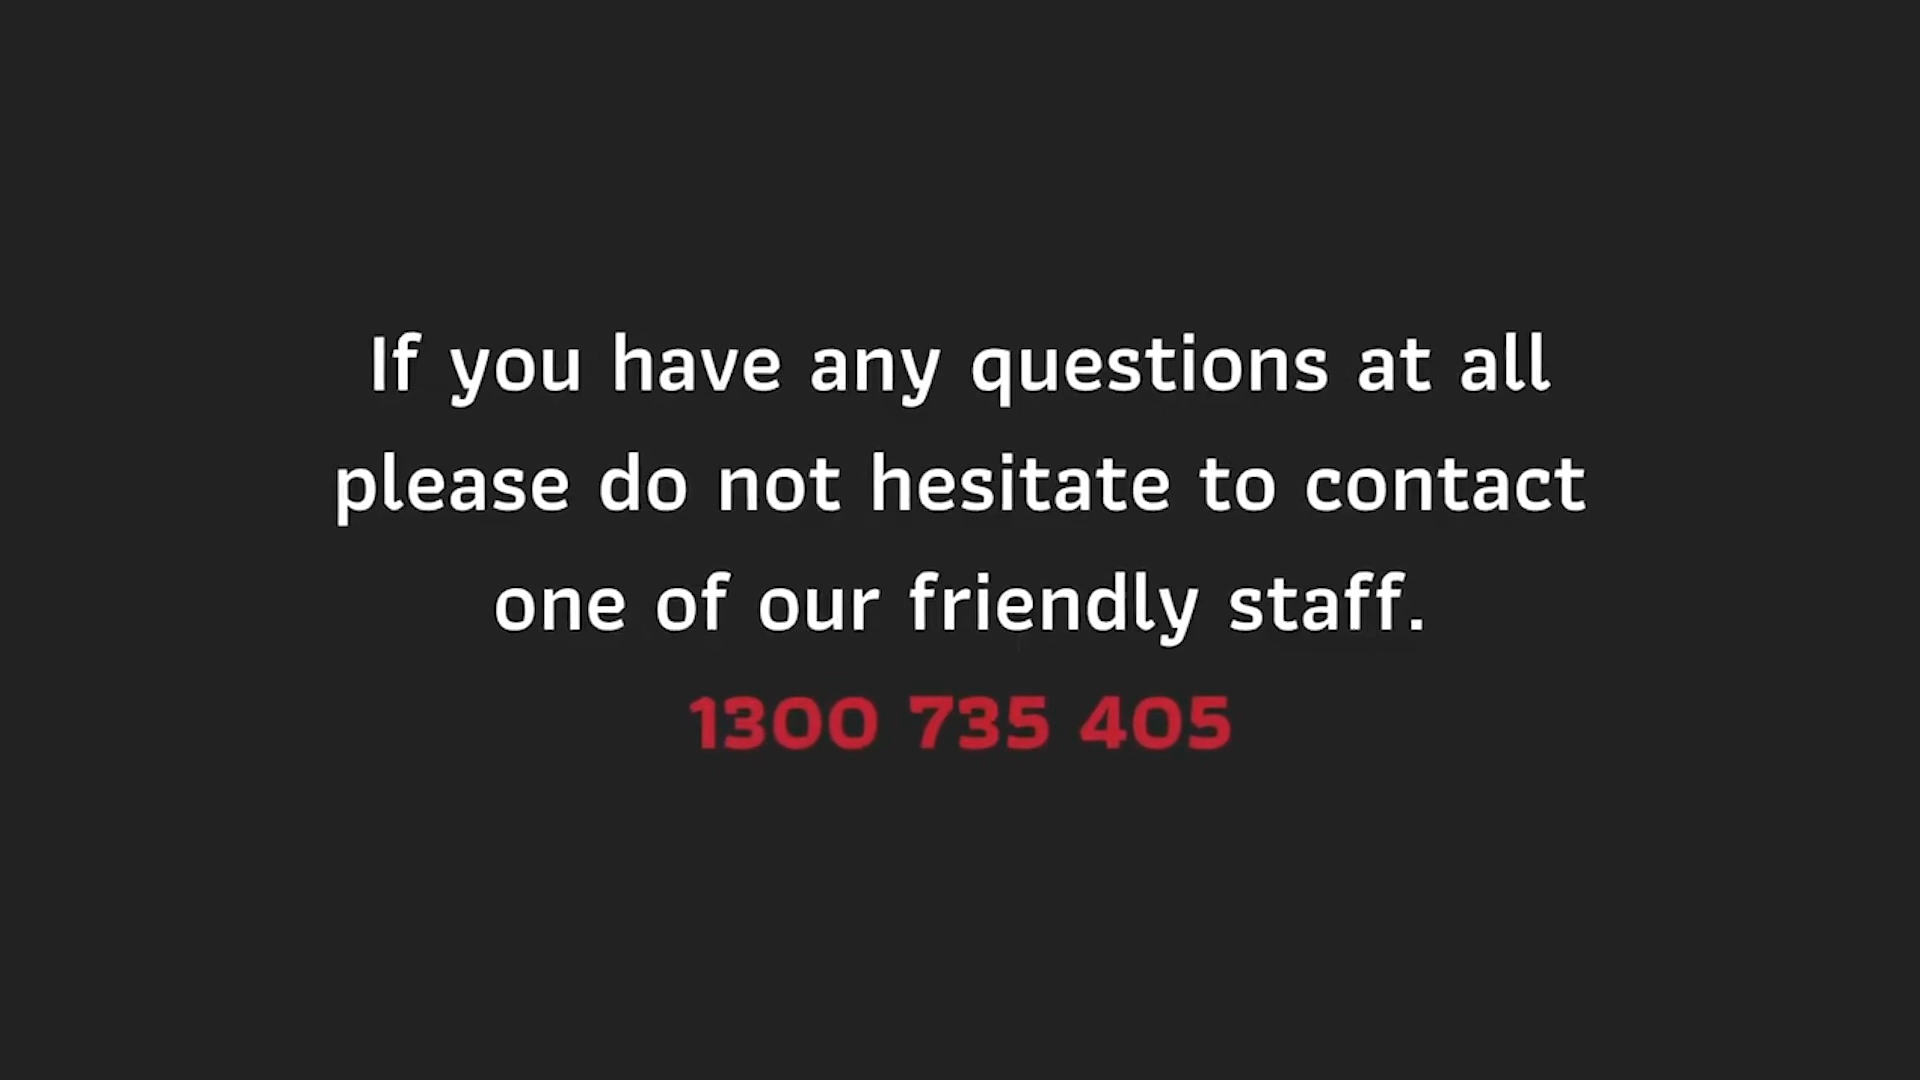 If you have any questions at all
please do not hesitate to contact
one of our friendly staff.
1300 735 405